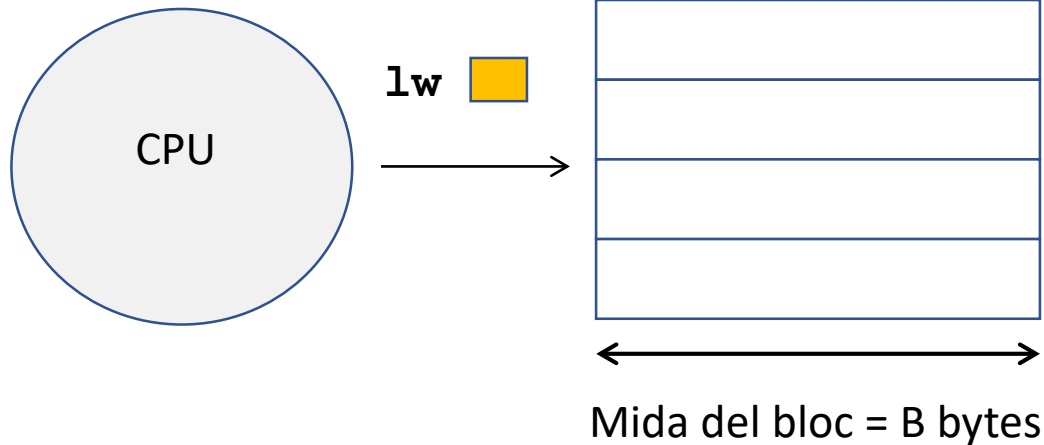 lw
CPU
Mida del bloc = B bytes